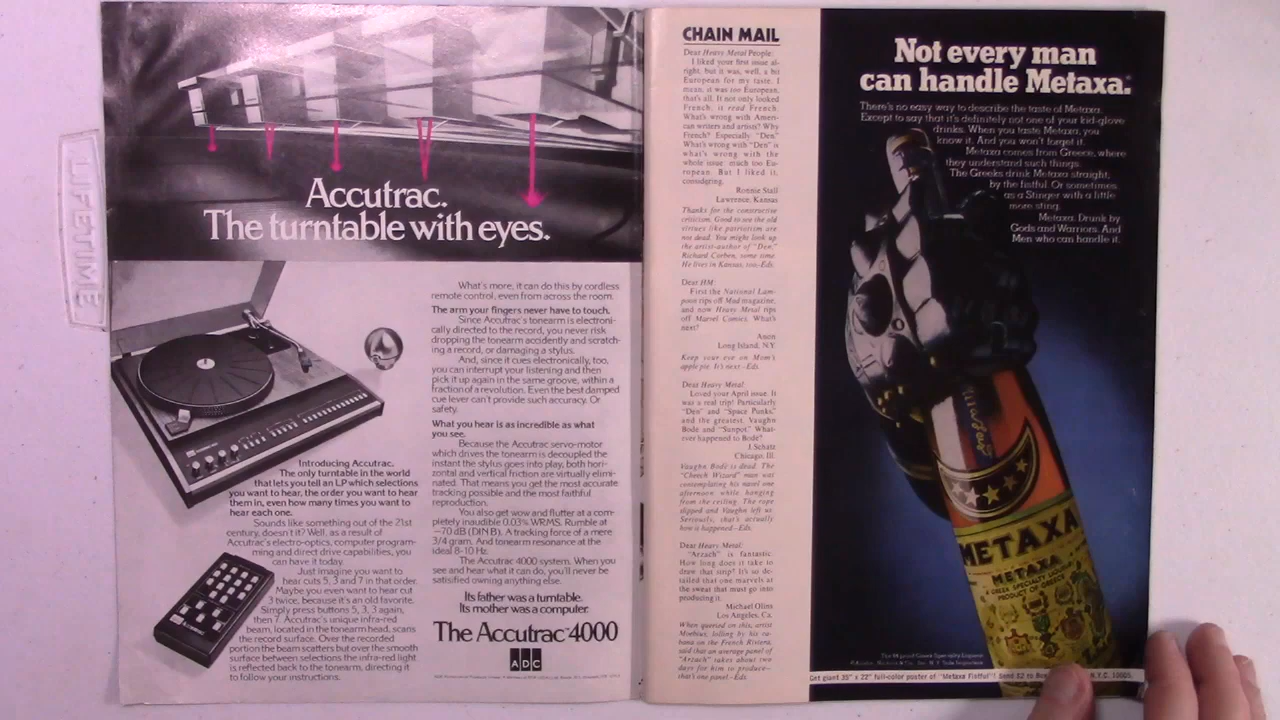 LIFETIME
Accutrac.
The turntable with eyes.
What's more, it can do this by cordless
remote control, even from across the room.
The arm your fingers never have to touch.
Since Accutrac's tonearm is electroni-
cally directed to the record, you never risk
dropping the tonearm accidently and scratch-
ing a record, or damaging a stylus.
And, since it cues electronically, too,
you can interrupt your listening and then
pick it up again in the same groove, within a
fraction of a revolution. Even the best damped
cue lever can't provide such accuracy. Or
safety.
What you hear is as incredible as what
you see.
Because the Accutrac servo-motor
which drives the tonearm is decoupled the
instant the stylus goes into play, both hori-
zontal and vertical friction are virtually elimi-
nated. That means you get the most accurate
tracking possible and the most faithful
reproduction.
You also get wow and flutter at a com-
pletely inaudible 0.03% WRMS. Rumble at
−70 dB (DIN B). A tracking force of a mere
3/4 gram. And tonearm resonance at the
ideal 8-10 Hz.
The Accutrac 4000 system. When you
see and hear what it can do, you'll never be
satisfied owning anything else.
Its father was a turntable.
Its mother was a computer.
The Accutrac™ 4000
ADC
Introducing Accutrac.
The only turntable in the world
that lets you tell an LP which selections
you want to hear, the order you want to hear
them in, even how many times you want to
hear each one.
Sounds like something out of the 21st
century, doesn't it? Well, as a result of
Accutrac's electro-optics, computer program-
ming and direct drive capabilities, you
can have it today.
Just imagine you want to
hear cuts 5, 3 and 7 in that order.
Maybe you even want to hear cut
3 twice, because it's an old favorite.
Simply press buttons 5, 3, 3 again,
then 7. Accutrac's unique infra-red
beam, located in the tonearm head, scans
the record surface. Over the recorded
portion the beam scatters but over the smooth
surface between selections the infra-red light
is reflected back to the tonearm, directing it
to follow your instructions.
CHAIN MAIL
Dear Heavy Metal People:
I liked your first issue al-
right, but it was, well, a bit
European for my taste. I
mean, it was too European,
that's all. It not only looked
French, it read French.
What's wrong with Ameri-
can writers and artists? Why
French? Especially "Den."
What's wrong with "Den" is
what's wrong with the
whole issue much too Eu-
ropean. But I liked it,
considering.
Ronnie Stall
Lawrence, Kansas
Thanks for the constructive
criticism. Good to see the old
virtues like patriotism are
not dead. You might look up
the artist-author of "Den,"
Richard Corben, some time.
He lives in Kansas, too.-Eds.
Dear HM:
First the National Lam-
poon rips off Mad magazine,
and now Heavy Metal rips
off Marvel Comics. What's
next?
Anon
Long Island, N.Y.
Keep your eye on Mom's
apple pie. It's next.-Eds.
Dear Heavy Metal:
Loved your April issue. It
was a real trip! Particularly
"Den" and "Space Punks,"
and the greatest, Vaughn
Bode and "Sunpot." What-
ever happened to Bode?
J. Schatz
Chicago, Ill.
Vaughn Bode is dead. The
"Cheech Wizard" man was
contemplating his navel one
afternoon while hanging
from the ceiling. The rope
slipped and Vaughn left us.
Seriously, that's actually
how it happened.-Eds.
Dear Heavy Metal:
"Arzach" is fantastic.
How long does it take to
draw that strip? It's so de-
tailed that one marvels at
the sweat that must go into
producing it.
Michael Olins
Los Angeles, Ca.
When queried on this, artist
Moebius, lolling by his ca-
bana on the French Riviera,
said that an average panel of
"Arzach" takes about two
days for him to produce—
that's one panel.-Eds.
Not every man
can handle Metaxa.
There's no easy way to describe the taste of Metaxa.
Except to say that it's definitely not one of your kid-glove
drinks. When you taste Metaxa, you
know it. And you won't forget it.
Metaxa comes from Greece, where
they understand such things.
The Greeks drink Metaxa straight,
by the fistful. Or sometimes
as a Stinger with a little
more sting.
Metaxa. Drunk by
Gods and Warriors. And
Men who can handle it.
METAXA
METAXA
A GREEK SPECIALTY LIQUEUR
PRODUCT OF GREECE
Get giant 35" x 22" full-color poster of "Metaxa Fistful"! Send $2 to Box N.Y.C. 10005